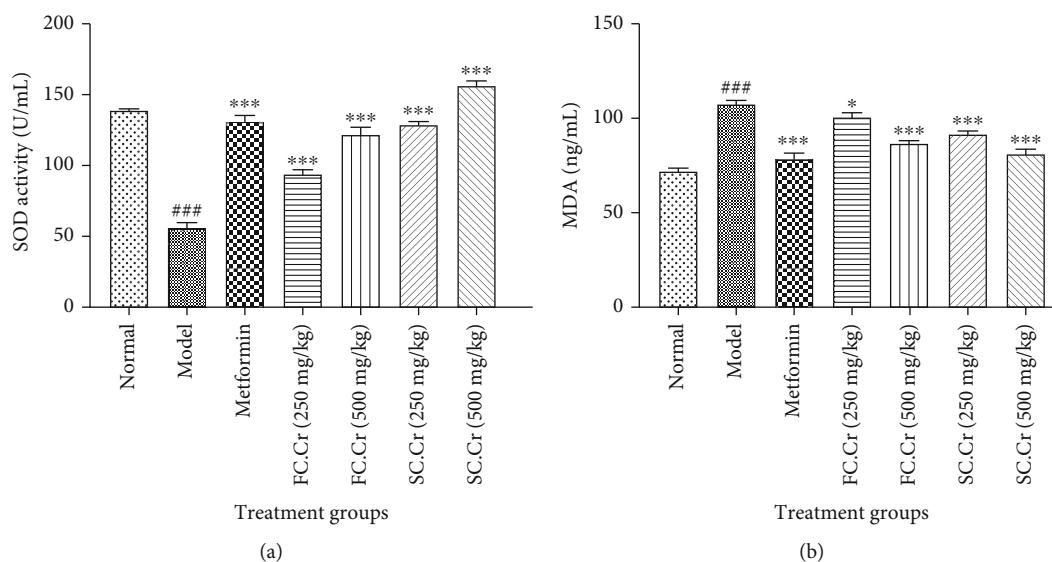 SOD activity (U/mL)
200
150
100
50
0
###
***
***
***
***
***
Normal
Model
Metformin
FC.Cr (250 mg/kg)
FC.Cr (500 mg/kg)
SC.Cr (250 mg/kg)
SC.Cr (500 mg/kg)
Treatment groups
(a)
MDA (ng/mL)
150
100
50
0
###
***
*
***
***
***
Normal
Model
Metformin
FC.Cr (250 mg/kg)
FC.Cr (500 mg/kg)
SC.Cr (250 mg/kg)
SC.Cr (500 mg/kg)
Treatment groups
(b)